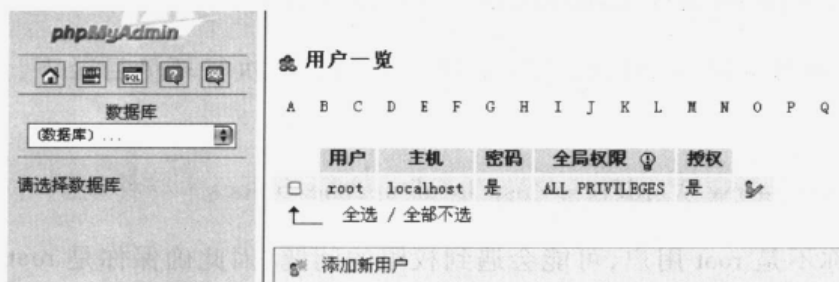 phpMyAdmin
数据库
(数据库) ...
请选择数据库
用户一览
A B C D E F G H I J K L M N O P Q
用户 主机 密码 全局权限 授权
root localhost 是 ALL PRIVILEGES 是
全选 / 全部不选
添加新用户